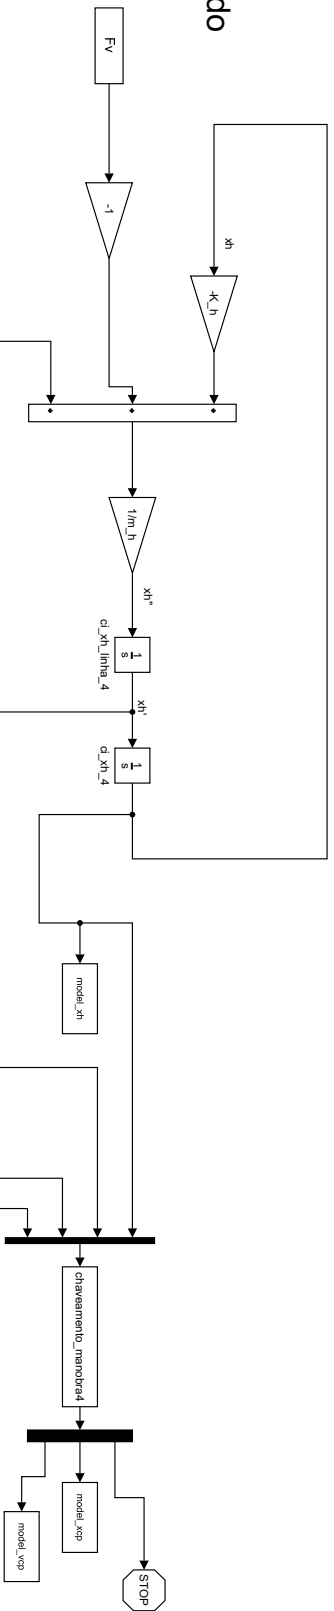 do
Fv
-1
xh
-K_h
+
+
+
1/m_h
xh"
1
s
ci_xh_linha_4
xh'
1
s
ci_xh_4
model_xh
chaveamento_manobra4
model_xcp
model_vcp
STOP